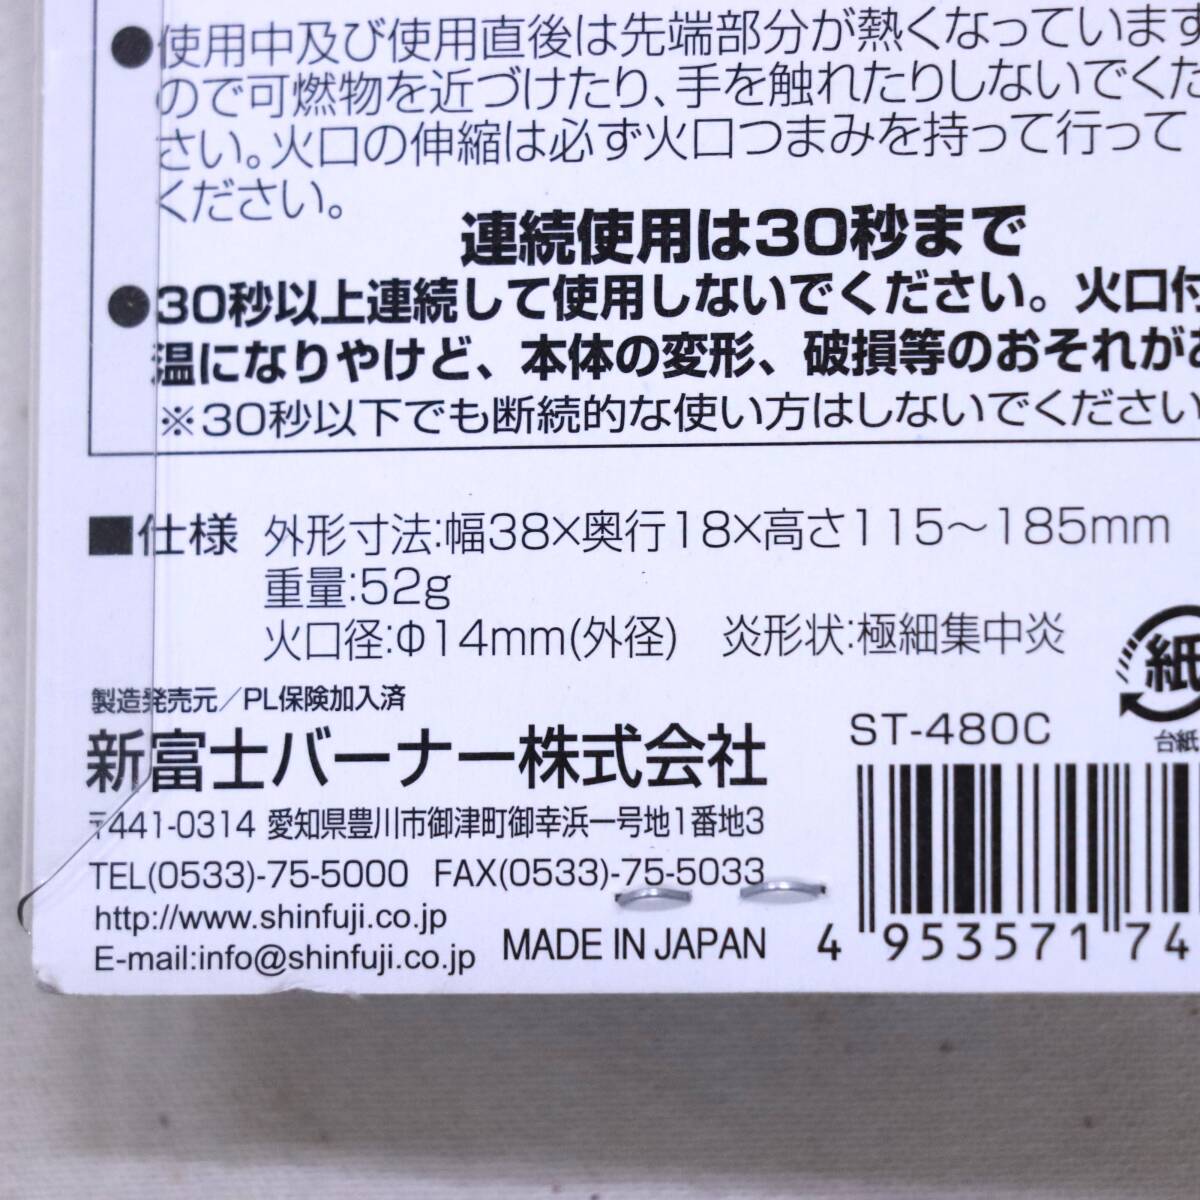 ●使用中及び使用直後は先端部分が熱くなっています
ので可燃物を近づけたり、手を触れたりしないでくだ
さい。火口の伸縮は必ず火口つまみを持って行って
ください。
連続使用は30秒まで
●30秒以上連続して使用しないでください。火口付
温になりやけど、本体の変形、破損等のおそれがあ
※30秒以下でも断続的な使い方はしないでください
■仕様 外形寸法:幅38×奥行18×高さ115～185mm
重量:52g
火口径:Φ14mm(外径) 炎形状:極細集中炎
紙
台紙
製造発売元／PL保険加入済
新富士バーナー株式会社
〒441-0314 愛知県豊川市御津町御幸浜一号地1番地3
TEL(0533)-75-5000 FAX(0533)-75-5033
http://www.shinfuji.co.jp
E-mail:info@shinfuji.co.jp
MADE IN JAPAN
ST-480C
4 953571 74